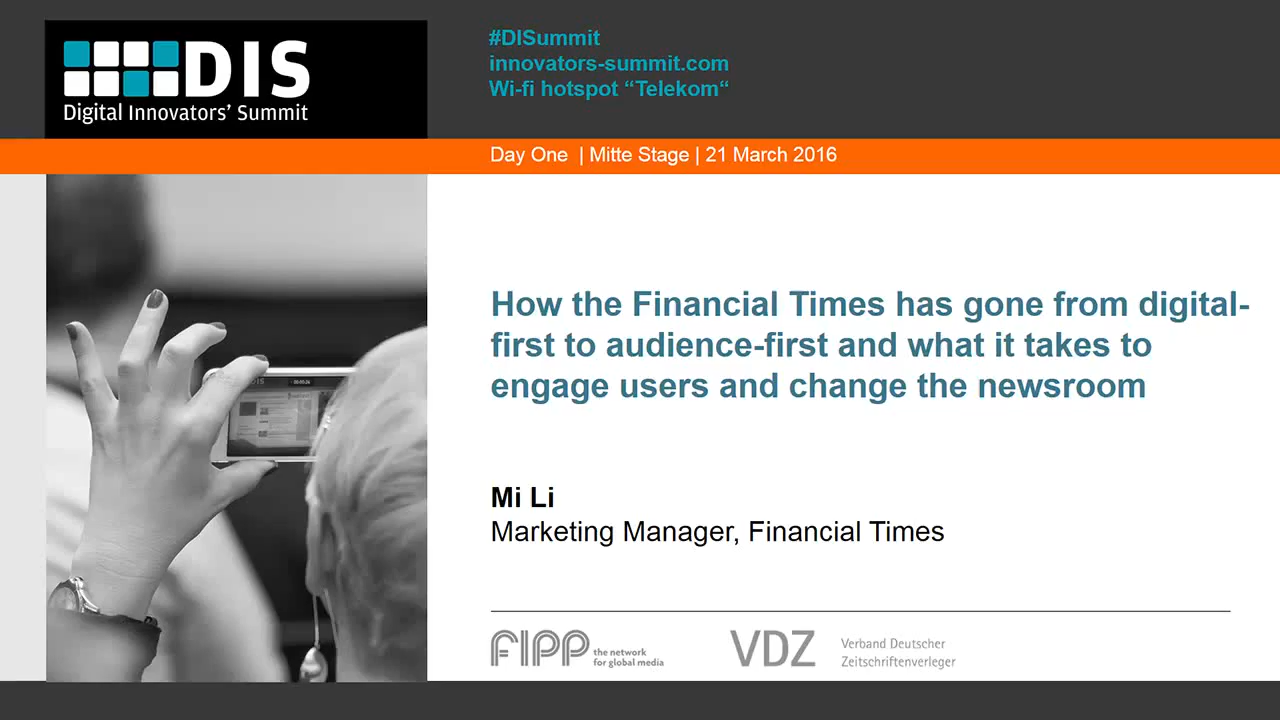 DIS
Digital Innovators’ Summit
#DISummit
innovators-summit.com
Wi-fi hotspot “Telekom“
Day One | Mitte Stage | 21 March 2016
How the Financial Times has gone from digital-
first to audience-first and what it takes to
engage users and change the newsroom
Mi Li
Marketing Manager, Financial Times
FIPP the network
for global media
VDZ Verband Deutscher
Zeitschriftenverleger